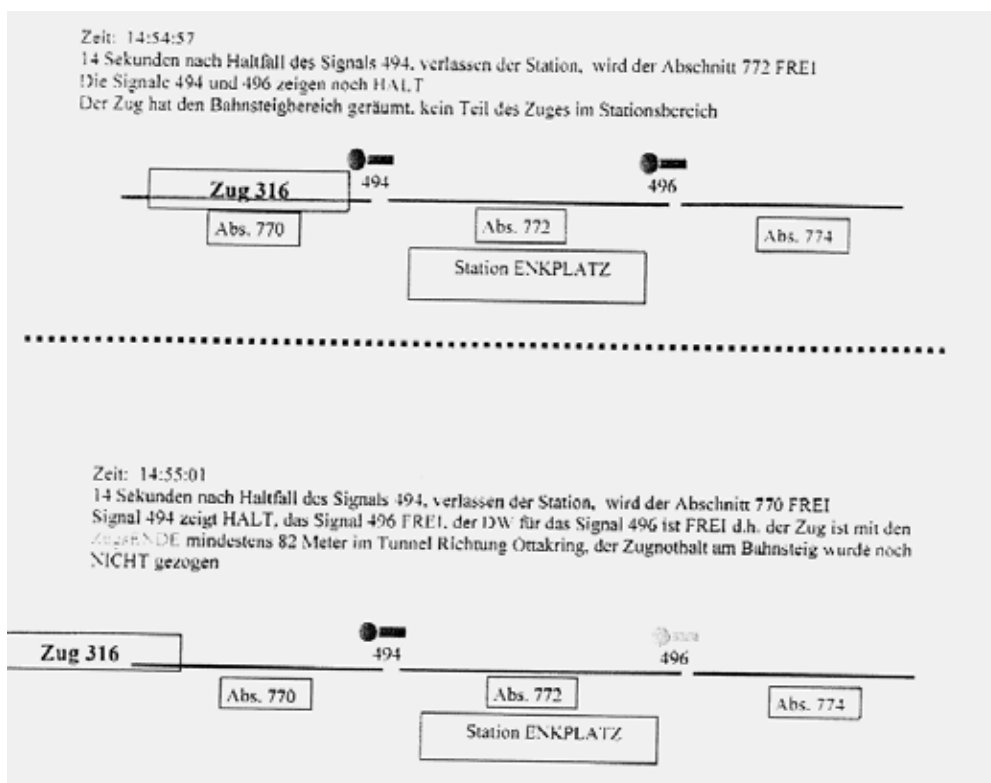 Zeit: 14:54:57
14 Sekunden nach Haltfall des Signals 494, verlassen der Station, wird der Abschnitt 772 FREI
Die Signale 494 und 496 zeigen noch HALT
Der Zug hat den Bahnsteigbereich geräumt. kein Teil des Zuges im Stationsbereich
494
496
Zug 316
Abs. 770
Abs. 772
Abs. 774
Station ENKPLATZ
Zeit: 14:55:01
14 Sekunden nach Haltfall des Signals 494, verlassen der Station, wird der Abschnitt 770 FREI
Signal 494 zeigt HALT, das Signal 496 FREI. der DW für das Signal 496 ist FREI d.h. der Zug ist mit den
ZugsENDE mindestens 82 Meter im Tunnel Richtung Ottakring, der Zugnothalt am Bahnsteig wurde noch
NICHT gezogen
494
496
Zug 316
Abs. 770
Abs. 772
Abs. 774
Station ENKPLATZ